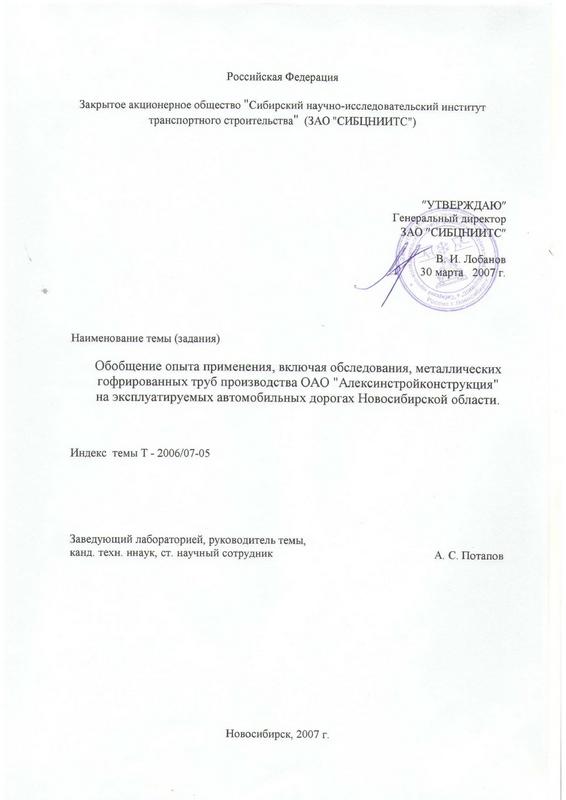 Российская Федерация
Закрытое акционерное общество "Сибирский научно-исследовательский институт
транспортного строительства" (ЗАО "СИБЦНИИТС")
"УТВЕРЖДАЮ"
Генеральный директор
ЗАО "СИБЦНИИТС"
В. И. Лобанов
30 марта 2007 г.
Наименование темы (задания)
Обобщение опыта применения, включая обследования, металлических
гофрированных труб производства ОАО "Алексинстройконструкция"
на эксплуатируемых автомобильных дорогах Новосибирской области.
Индекс темы Т - 2006/07-05
Заведующий лабораторией, руководитель темы,
канд. техн. ннаук, ст. научный сотрудник
А. С. Потапов
Новосибирск, 2007 г.